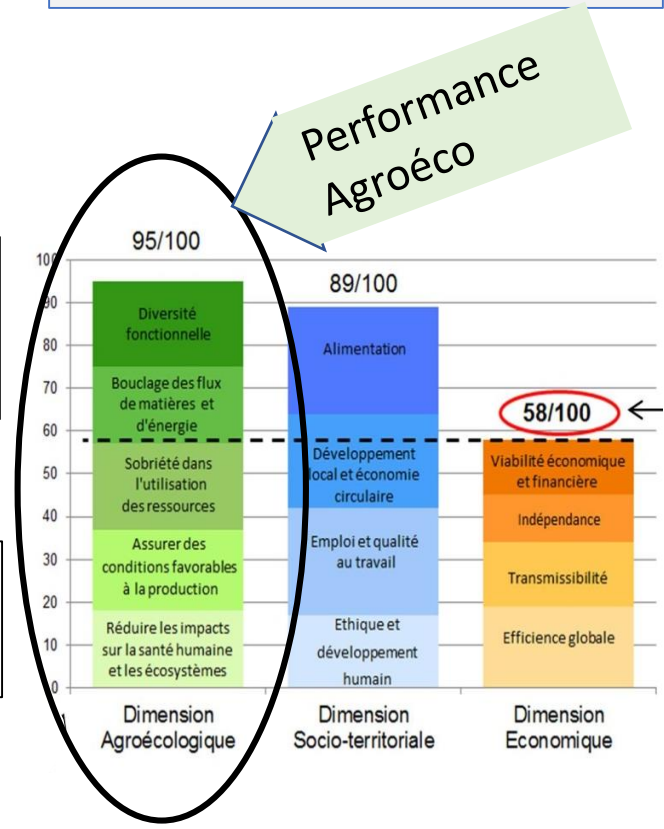 Performance
Agroéco
95/100
89/100
58/100
100
90
80
70
60
50
40
30
20
10
0
Diversité
fonctionnelle
Bouclage des flux
de matières et
d'énergie
Sobriété dans
l'utilisation
des ressources
Assurer des
conditions favorables
à la production
Réduire les impacts
sur la santé humaine
et les écosystèmes
Alimentation
Développement
local et économie
circulaire
Emploi et qualité
au travail
Ethique et
développement
humain
Viabilité économique
et financière
Indépendance
Transmissibilité
Efficience globale
Dimension
Agroécologique
Dimension
Socio-territoriale
Dimension
Economique